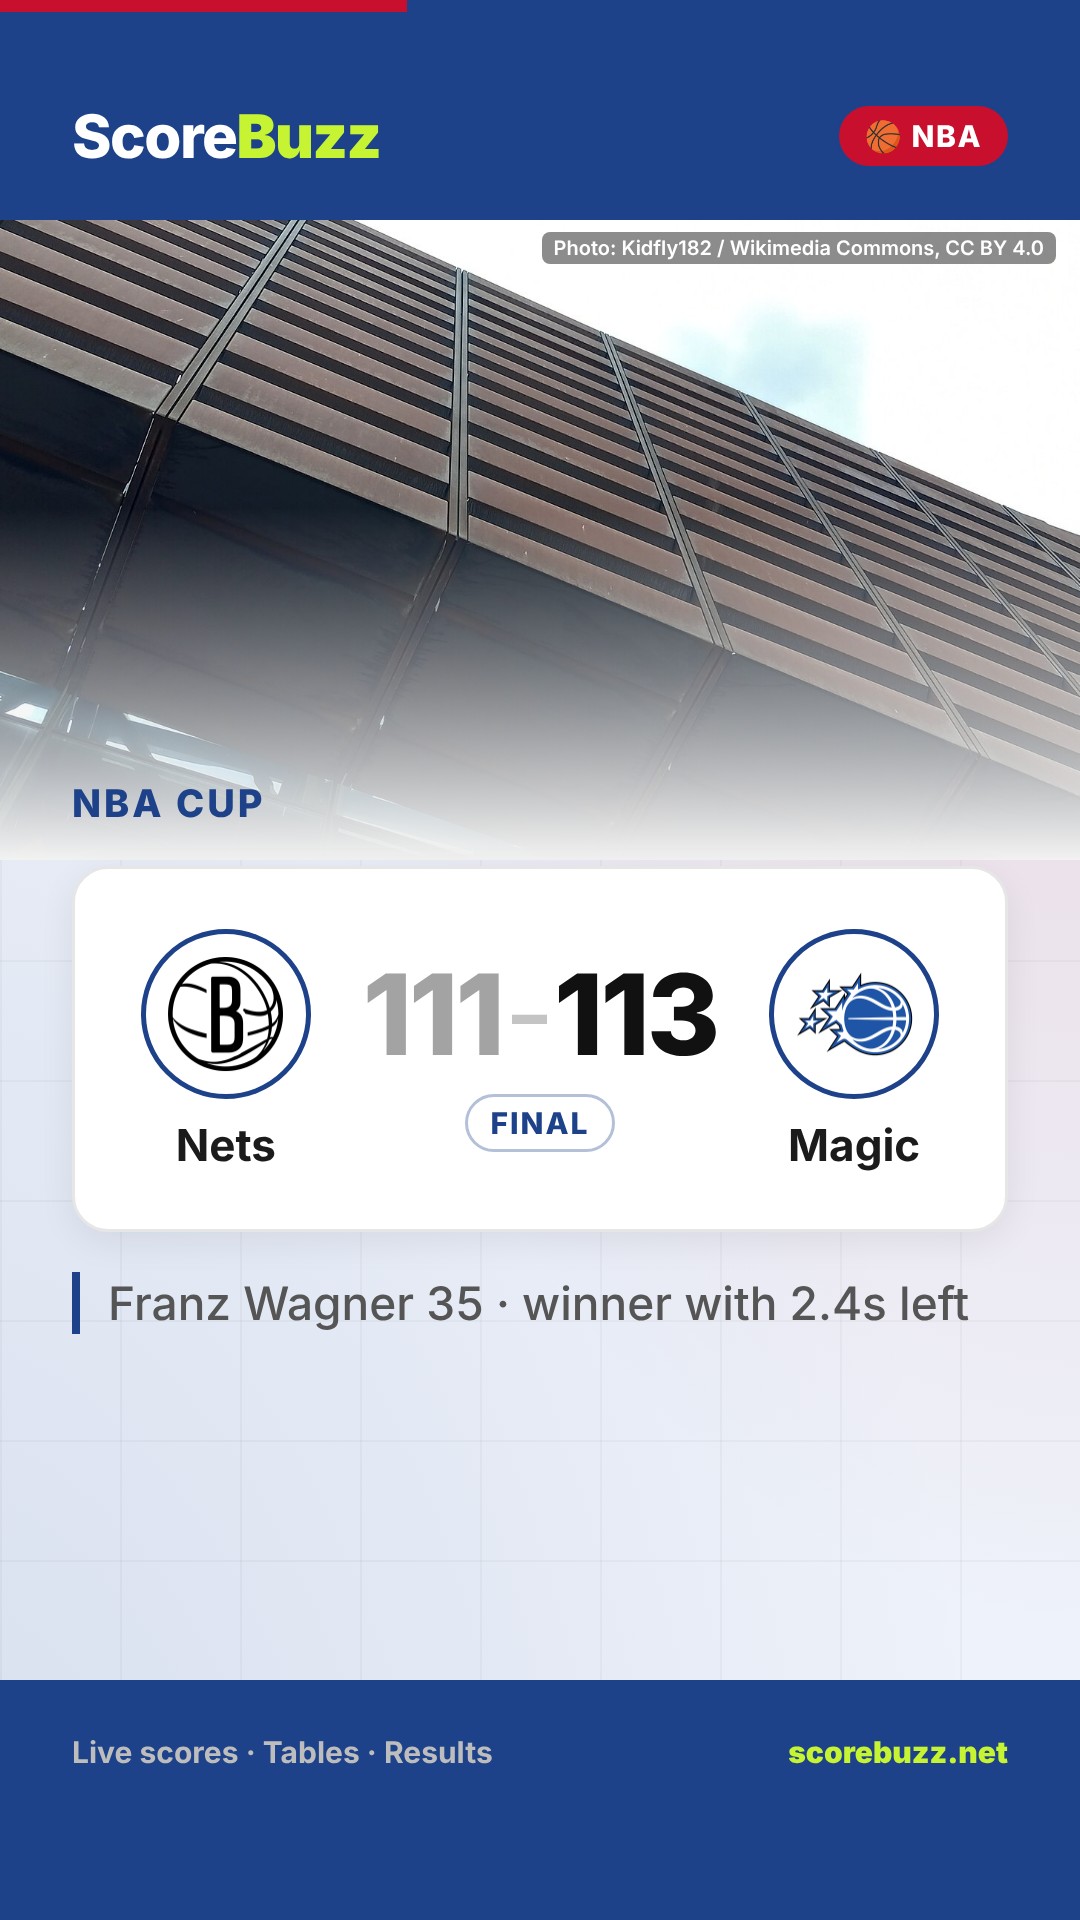 ScoreBuzz
🏀 NBA
Photo: Kidfly182 / Wikimedia Commons, CC BY 4.0
NBA CUP
B
111-113
FINAL
Nets
Magic
Franz Wagner 35 · winner with 2.4s left
Live scores · Tables · Results
scorebuzz.net